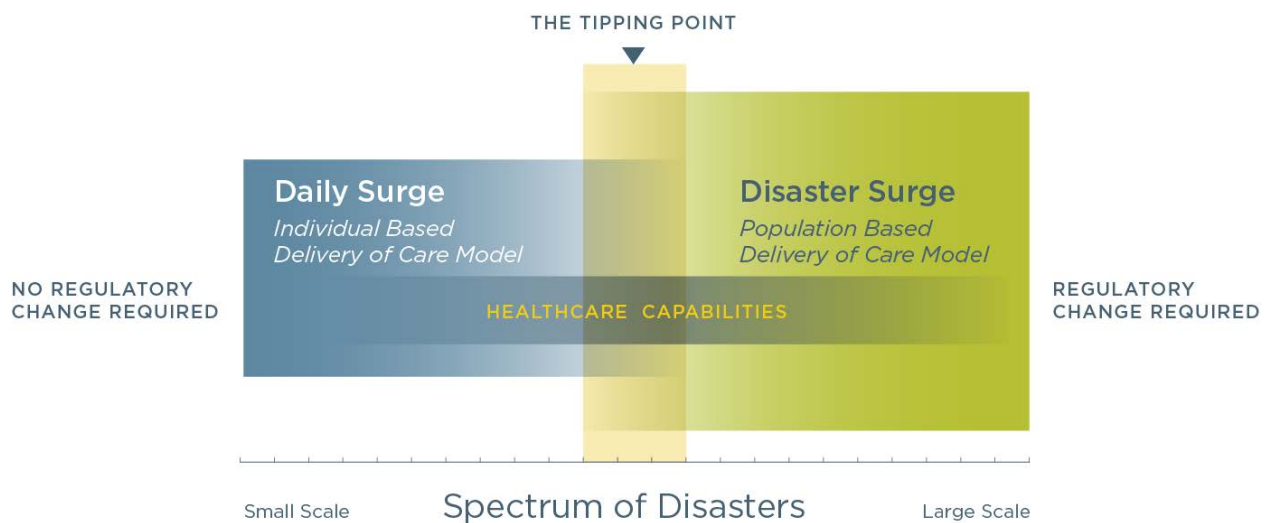 THE TIPPING POINT
Daily Surge
Individual Based
Delivery of Care Model
Disaster Surge
Population Based
Delivery of Care Model
NO REGULATORY
CHANGE REQUIRED
HEALTHCARE CAPABILITIES
REGULATORY
CHANGE REQUIRED
Small Scale
Spectrum of Disasters
Large Scale